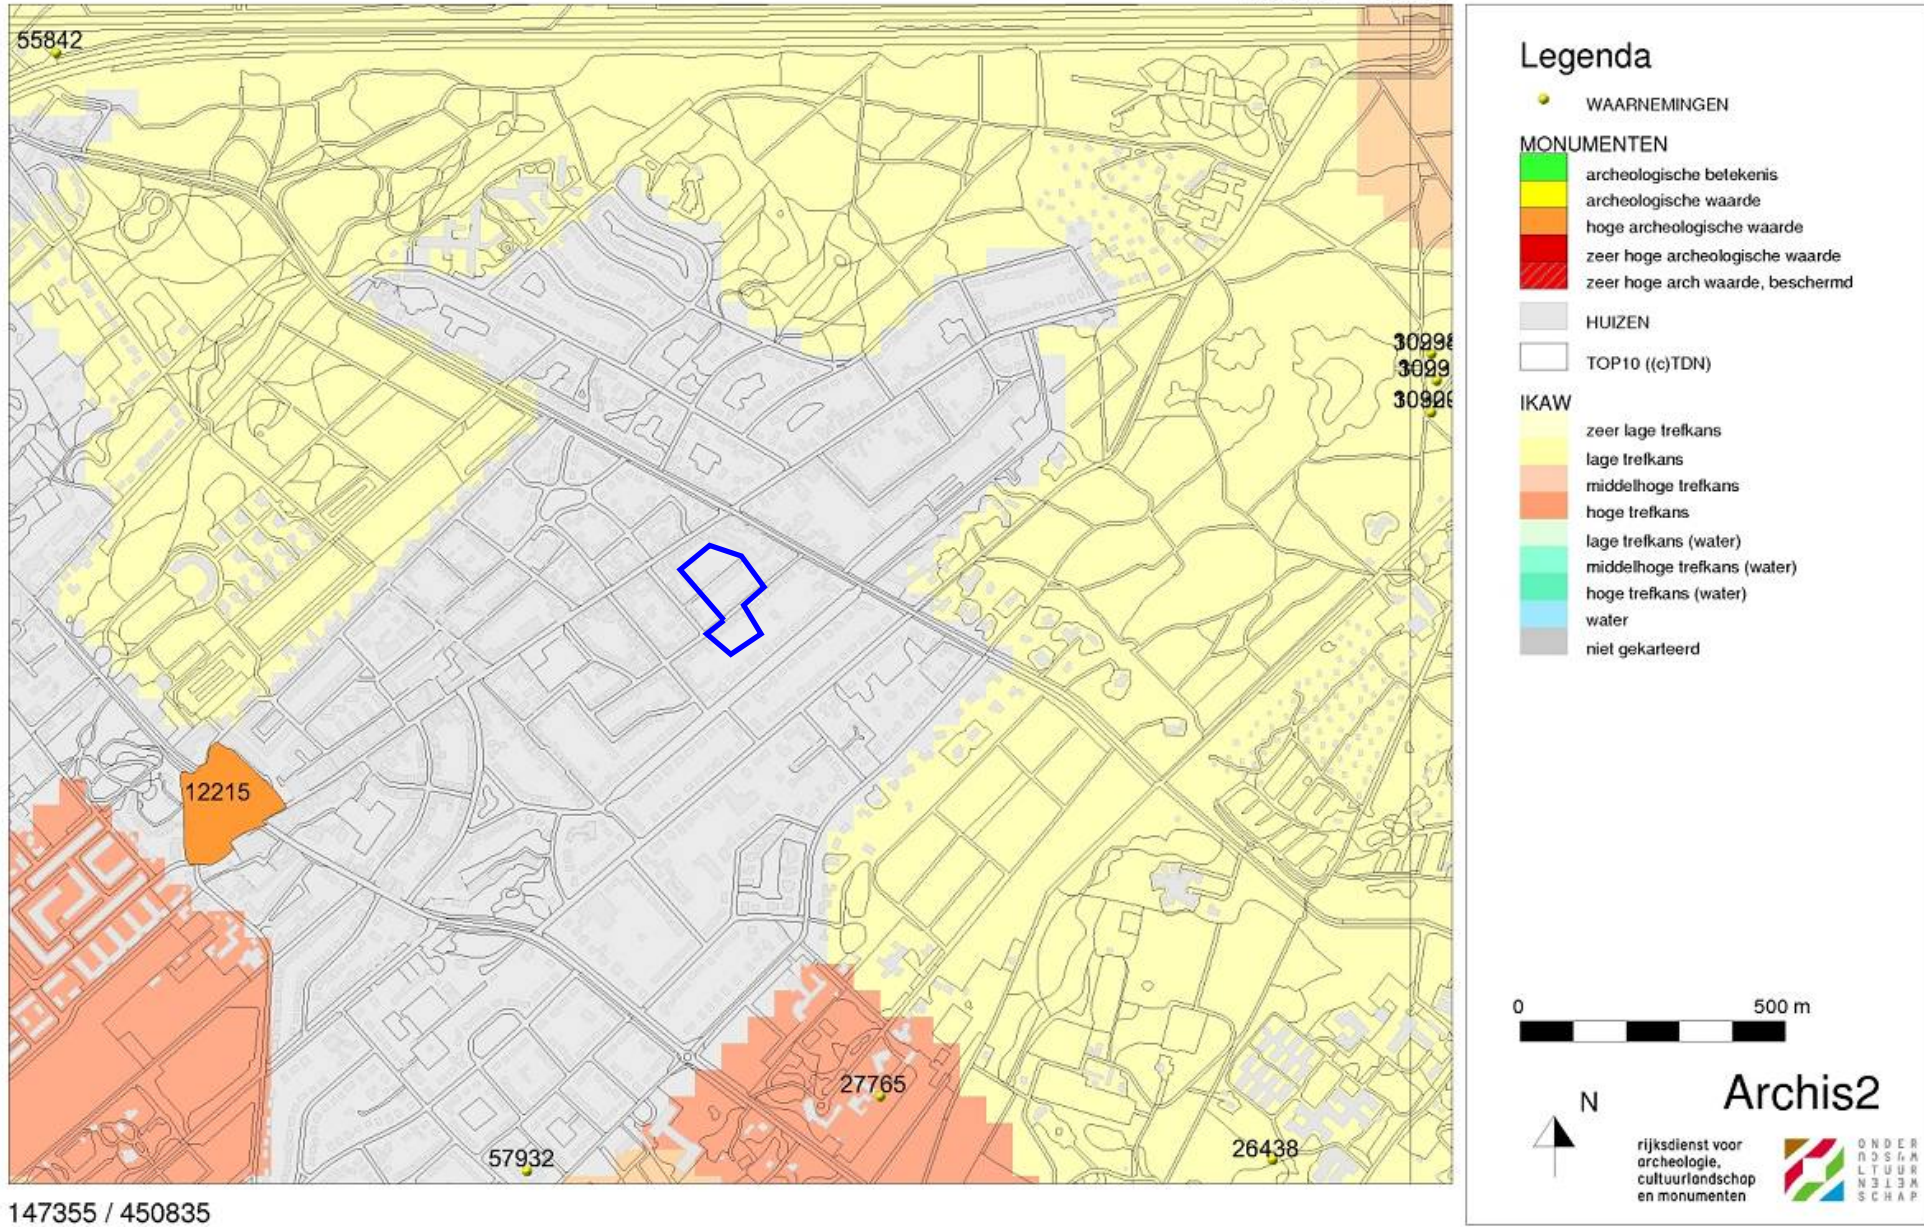 55842
12215
27765
57932
26438
147355 / 450835
Legenda
WAARNEMINGEN
MONUMENTEN
archeologische betekenis
archeologische waarde
hoge archeologische waarde
zeer hoge archeologische waarde
zeer hoge arch waarde, beschermd
HUIZEN
TOP10 ((c)TDN)
IKAW
zeer lage trefkans
lage trefkans
middelhoge trefkans
hoge trefkans
lage trefkans (water)
middelhoge trefkans (water)
hoge trefkans (water)
water
niet gekarteerd
0 500 m
N
Archis2
rijksdienst voor
archeologie,
cultuurlandschap
en monumenten